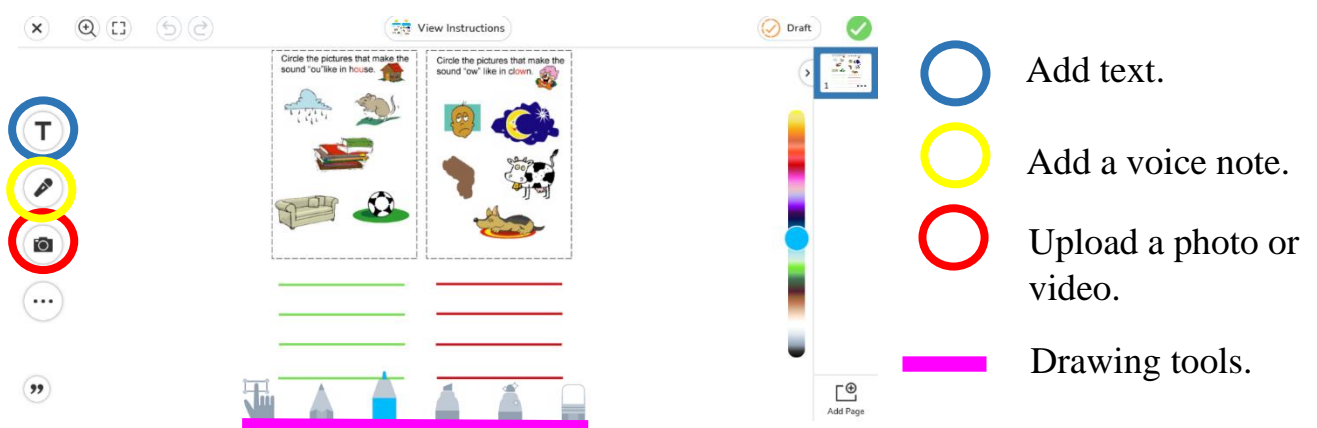 View Instructions
Draft
Circle the pictures that make the
sound "ou"like in house.
Circle the pictures that make the
sound "ow" like in clown.
T
1
Add Page
Add text.
Add a voice note.
Upload a photo or
video.
Drawing tools.